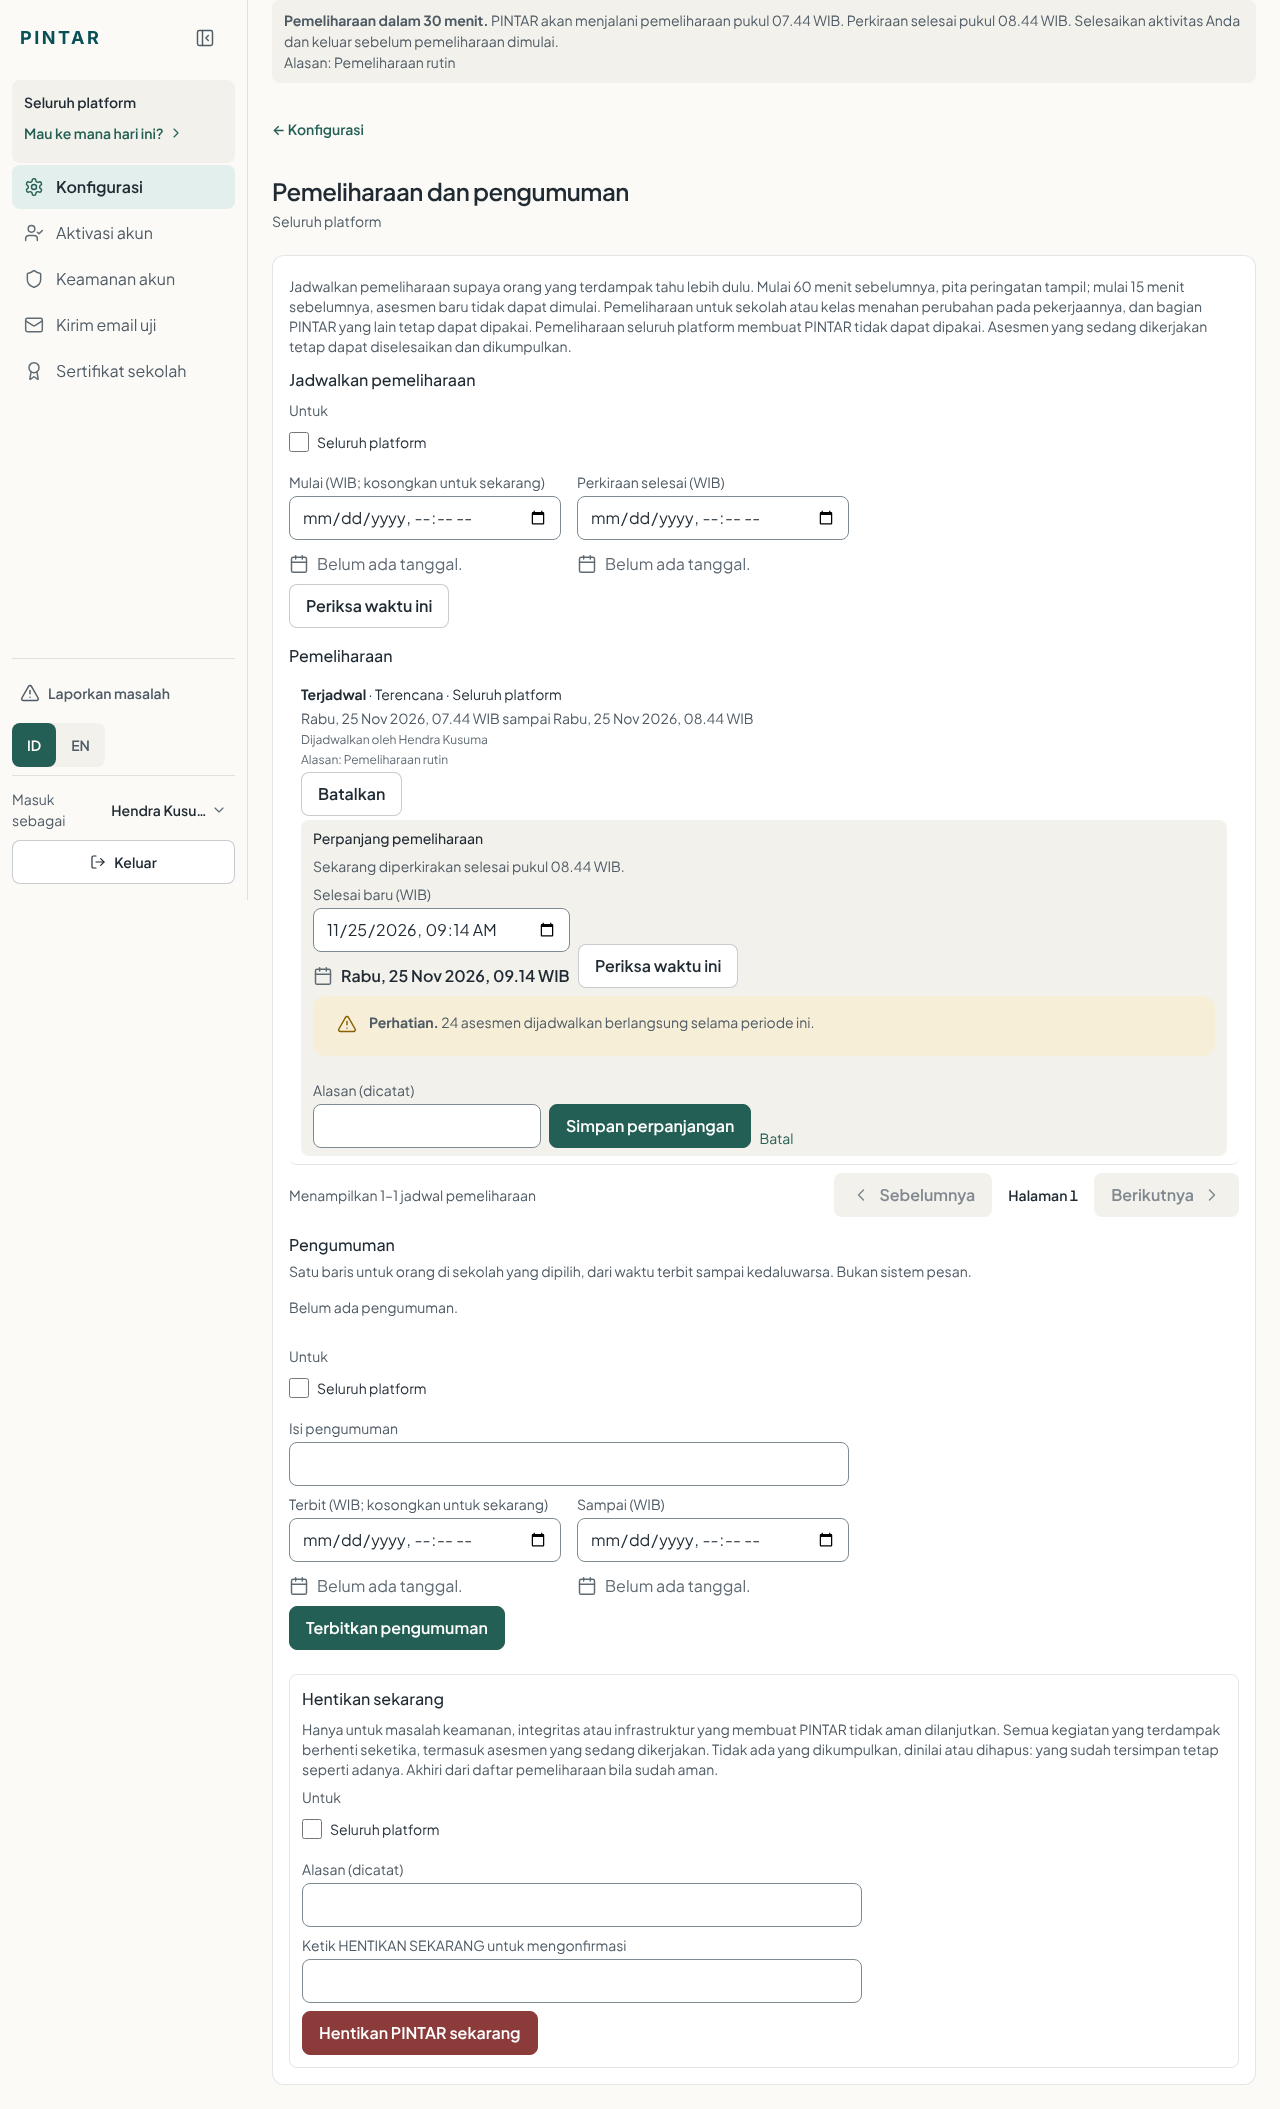 PINTAR
Seluruh platform
Mau ke mana hari ini?
Konfigurasi
Aktivasi akun
Keamanan akun
Kirim email uji
Sertifikat sekolah
Laporkan masalah
ID EN
Masuk sebagai
Hendra Kusu...
Keluar
Pemeliharaan dalam 30 menit. PINTAR akan menjalani pemeliharaan pukul 07.44 WIB. Perkiraan selesai pukul 08.44 WIB. Selesaikan aktivitas Anda
dan keluar sebelum pemeliharaan dimulai.
Alasan: Pemeliharaan rutin
← Konfigurasi
Pemeliharaan dan pengumuman
Seluruh platform
Jadwalkan pemeliharaan supaya orang yang terdampak tahu lebih dulu. Mulai 60 menit sebelumnya, pita peringatan tampil; mulai 15 menit
sebelumnya, asesmen baru tidak dapat dimulai. Pemeliharaan untuk sekolah atau kelas menahan perubahan pada pekerjaannya, dan bagian
PINTAR yang lain tetap dapat dipakai. Pemeliharaan seluruh platform membuat PINTAR tidak dapat dipakai. Asesmen yang sedang dikerjakan
tetap dapat diselesaikan dan dikumpulkan.
Jadwalkan pemeliharaan
Untuk
Seluruh platform
Mulai (WIB; kosongkan untuk sekarang) Perkiraan selesai (WIB)
mm/dd/yyyy, --:-- -- mm/dd/yyyy, --:-- --
Belum ada tanggal. Belum ada tanggal.
Periksa waktu ini
Pemeliharaan
Terjadwal · Terencana · Seluruh platform
Rabu, 25 Nov 2026, 07.44 WIB sampai Rabu, 25 Nov 2026, 08.44 WIB
Dijadwalkan oleh Hendra Kusuma
Alasan: Pemeliharaan rutin
Batalkan
Perpanjang pemeliharaan
Sekarang diperkirakan selesai pukul 08.44 WIB.
Selesai baru (WIB)
11/25/2026, 09:14 AM
Rabu, 25 Nov 2026, 09.14 WIB
Periksa waktu ini
Perhatian. 24 asesmen dijadwalkan berlangsung selama periode ini.
Alasan (dicatat)
Simpan perpanjangan
Batal
Menampilkan 1–1 jadwal pemeliharaan
Sebelumnya Halaman 1 Berikutnya
Pengumuman
Satu baris untuk orang di sekolah yang dipilih, dari waktu terbit sampai kedaluwarsa. Bukan sistem pesan.
Belum ada pengumuman.
Untuk
Seluruh platform
Isi pengumuman
Terbit (WIB; kosongkan untuk sekarang) Sampai (WIB)
mm/dd/yyyy, --:-- -- mm/dd/yyyy, --:-- --
Belum ada tanggal. Belum ada tanggal.
Terbitkan pengumuman
Hentikan sekarang
Hanya untuk masalah keamanan, integritas atau infrastruktur yang membuat PINTAR tidak aman dilanjutkan. Semua kegiatan yang terdampak
berhenti seketika, termasuk asesmen yang sedang dikerjakan. Tidak ada yang dikumpulkan, dinilai atau dihapus: yang sudah tersimpan tetap
seperti adanya. Akhiri dari daftar pemeliharaan bila sudah aman.
Untuk
Seluruh platform
Alasan (dicatat)
Ketik HENTIKAN SEKARANG untuk mengonfirmasi
Hentikan PINTAR sekarang